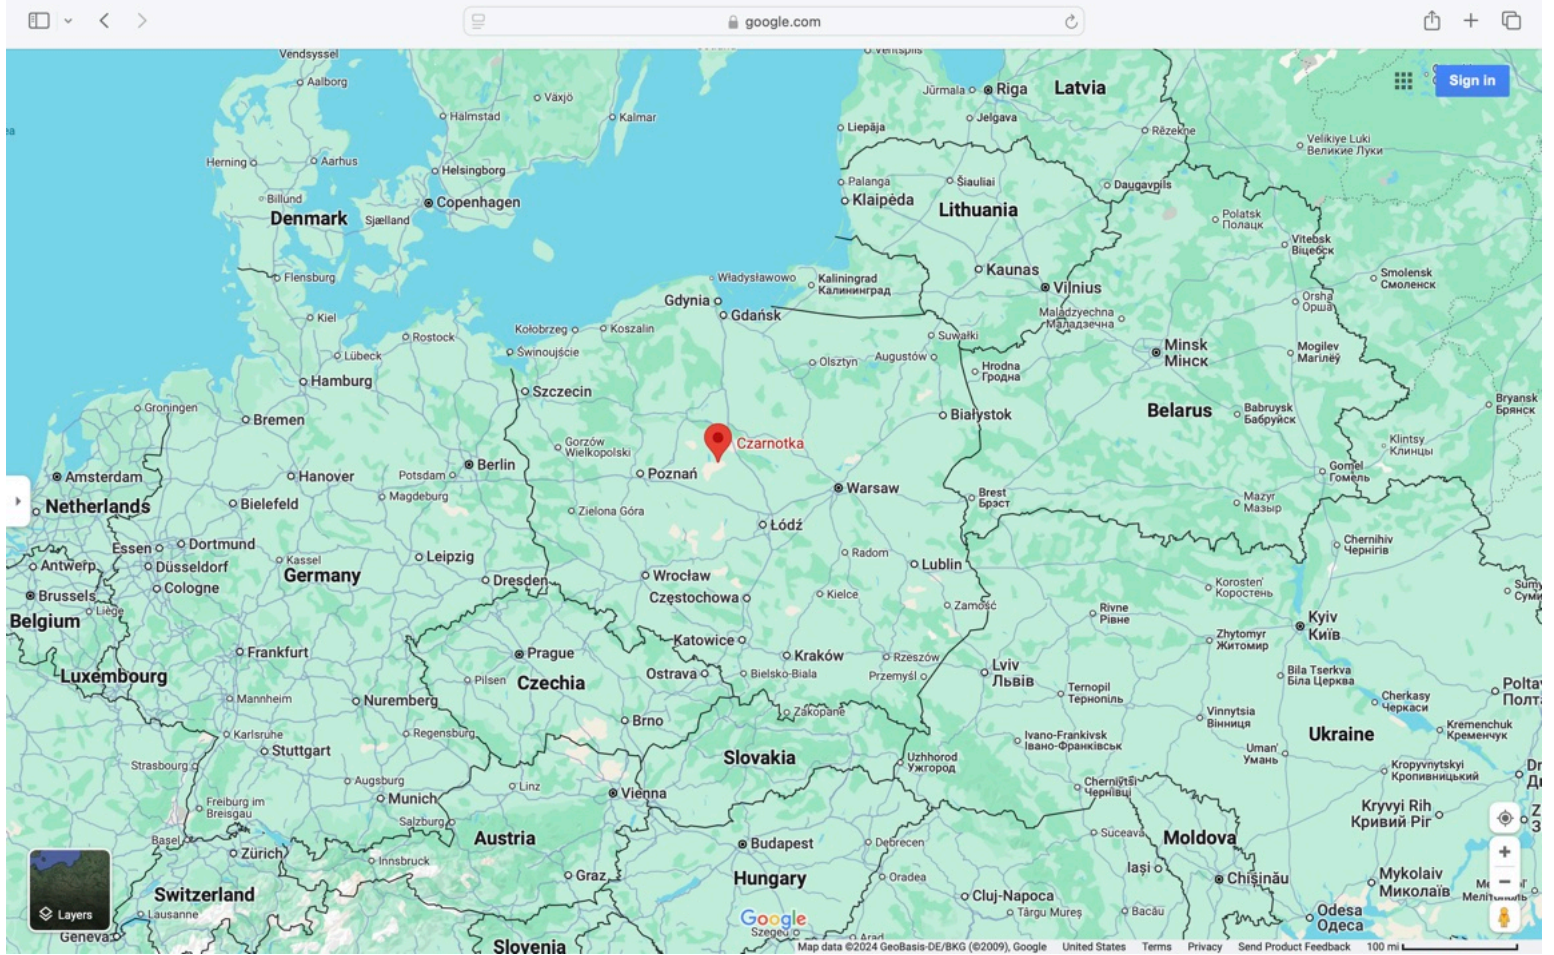 google.com
Vendsyssel
Aalborg
Växjö
Halmstad
Kalmar
Ventspils
Jūrmala
Riga
Latvia
Sign in
Jelgava
Liepāja
Rēzekne
Velikiye Luki
Великие Луки
Herning
Aarhus
Helsingborg
Palanga
Šiauliai
Daugavpils
Billund
Copenhagen
Klaipėda
Lithuania
Denmark
Sjælland
Polatsk
Полацк
Vitebsk
Віцебск
Flensburg
Władysławowo
Kaliningrad
Калининград
Kaunas
Vilnius
Smolensk
Смоленск
Gdynia
Gdańsk
Orsha
Орша
Kiel
Maladzyechna
Маладзечна
Rostock
Kołobrzeg
Koszalin
Suwałki
Lübeck
Świnoujście
Olsztyn
Augustów
Minsk
Мінск
Mogilev
Магілёў
Hamburg
Szczecin
Hrodna
Гродна
Groningen
Bremen
Białystok
Belarus
Babruysk
Бабруйск
Bryansk
Брянск
Gorzów
Wielkopolski
Czarnotka
Klintsy
Клинцы
Amsterdam
Hanover
Potsdam
Berlin
Poznań
Warsaw
Gomel
Гомель
Netherlands
Bielefeld
Magdeburg
Zielona Góra
Brest
Брэст
Mazyr
Мазыр
Łódź
Essen
Dortmund
Düsseldorf
Kassel
Leipzig
Radom
Lublin
Chernihiv
Чернігів
Antwerp
Germany
Cologne
Dresden
Wrocław
Częstochowa
Kielce
Zamość
Korosten'
Коростень
Brussels
Liège
Belgium
Rivne
Рівне
Kyiv
Київ
Frankfurt
Prague
Katowice
Kraków
Rzeszów
Zhytomyr
Житомир
Luxembourg
Pilsen
Czechia
Ostrava
Bielsko-Biala
Przemyśl
Lviv
Львів
Ternopil
Тернопіль
Bila Tserkva
Біла Церква
Mannheim
Nuremberg
Brno
Zakopane
Vinnytsia
Вінниця
Cherkasy
Черкаси
Karlsruhe
Regensburg
Stuttgart
Slovakia
Ivano-Frankivsk
Івано-Франківськ
Ukraine
Kremenchuk
Кременчук
Strasbourg
Uzhhorod
Ужгород
Uman'
Умань
Kropyvnytskyi
Кропивницький
Augsburg
Linz
Vienna
Chernivtsi
Чернівці
Freiburg im
Breisgau
Munich
Salzburg
Kryvyi Rih
Кривий Ріг
Basel
Zürich
Austria
Budapest
Debrecen
Suceava
Moldova
Innsbruck
Graz
Hungary
Oradea
Iași
Chișinău
Mykolaiv
Миколаїв
Switzerland
Layers
Lausanne
Geneva
Cluj-Napoca
Târgu Mureș
Bacău
Odesa
Одеса
Slovenia
Google
Szeged
Arad
Map data ©2024 GeoBasis-DE/BKG (©2009), Google
United States
Terms
Privacy
Send Product Feedback
100 mi